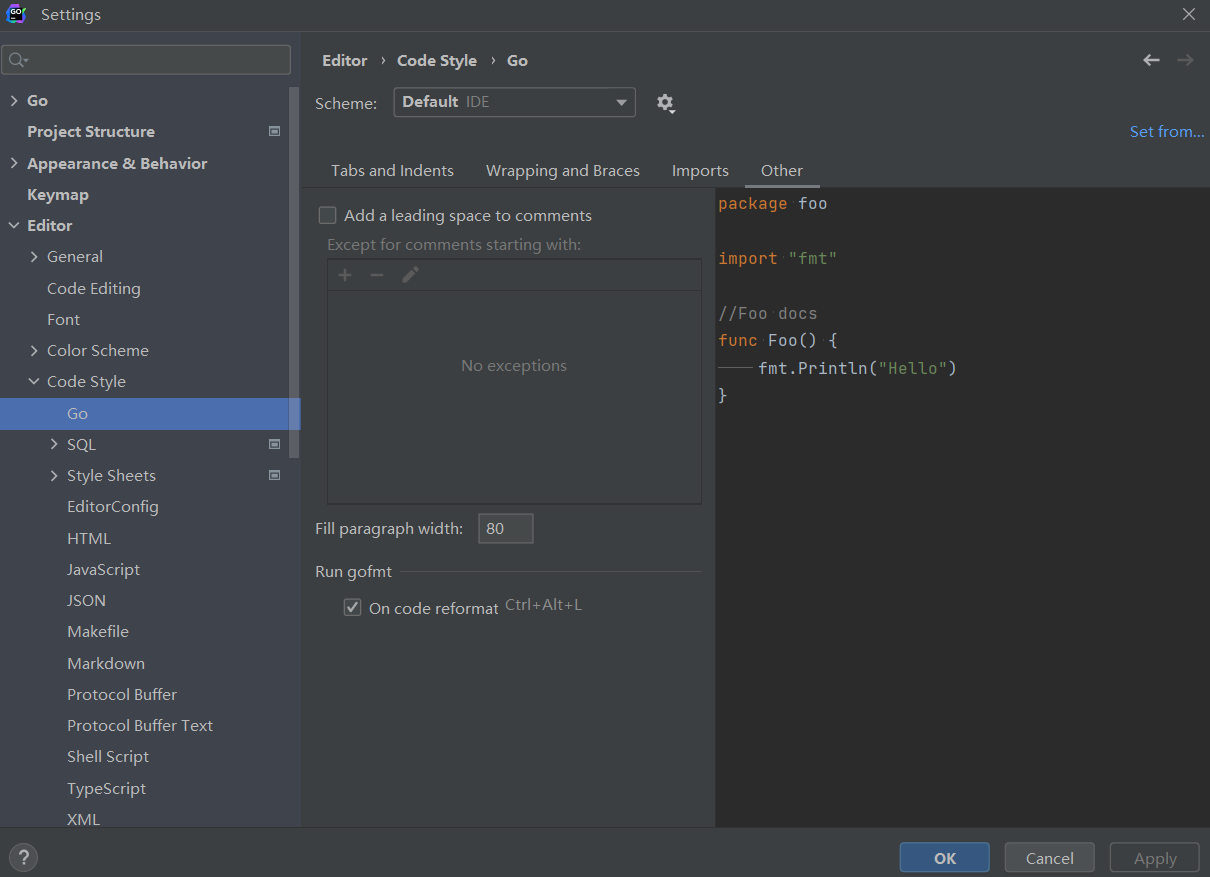 GO Settings
Editor › Code Style › Go
Scheme: Default IDE
Set from...
Go
Project Structure
Appearance & Behavior
Keymap
Editor
General
Code Editing
Font
Color Scheme
Code Style
Go
SQL
Style Sheets
EditorConfig
HTML
JavaScript
JSON
Makefile
Markdown
Protocol Buffer
Protocol Buffer Text
Shell Script
TypeScript
XML
Tabs and Indents Wrapping and Braces Imports Other
Add a leading space to comments
Except for comments starting with:
No exceptions
Fill paragraph width: 80
Run gofmt
On code reformat Ctrl+Alt+L
package foo
import "fmt"
//Foo docs
func Foo() {
fmt.Println("Hello")
}
? OK Cancel Apply